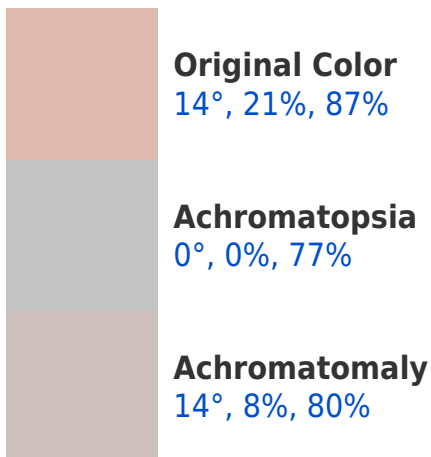 Original Color
14°, 21%, 87%
Achromatopsia
0°, 0%, 77%
Achromatomaly
14°, 8%, 80%